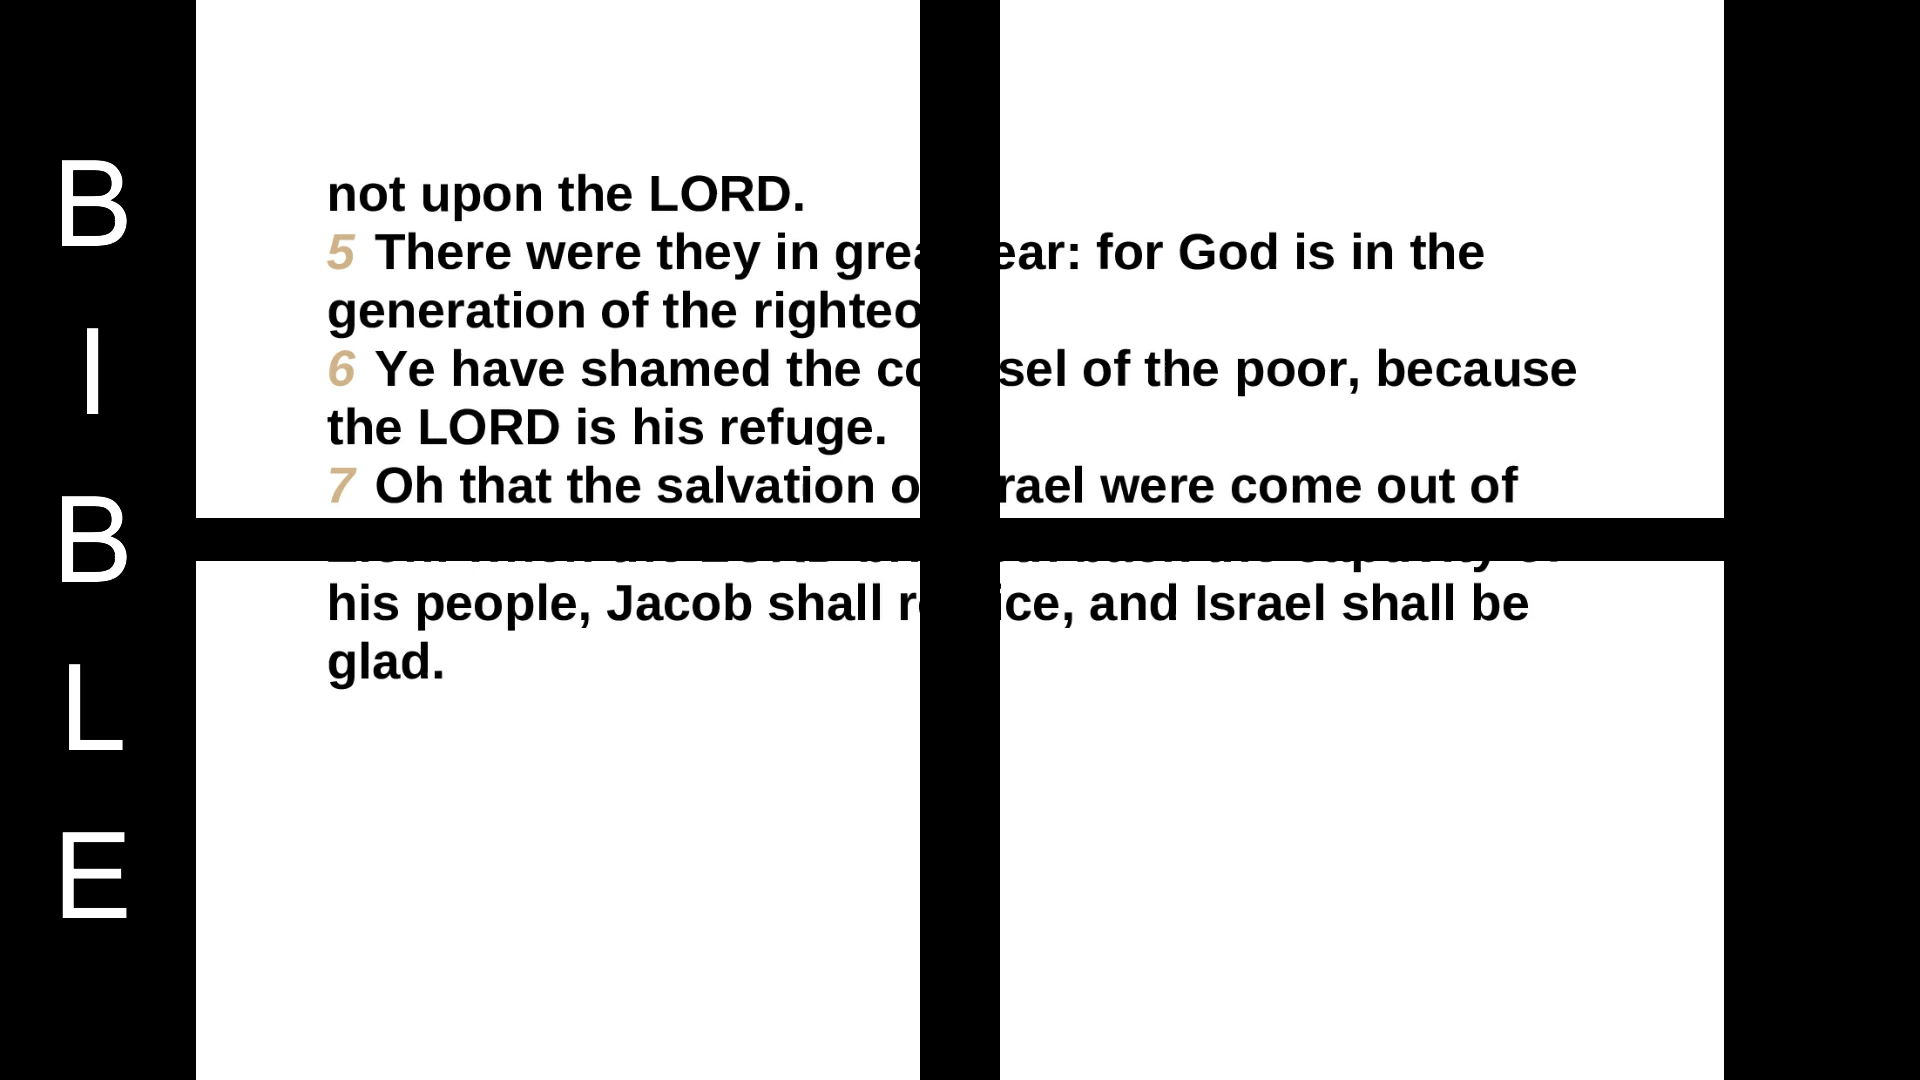 BIBLE
not upon the LORD.
5 There were they in grea ear: for God is in the
generation of the righteo
6 Ye have shamed the co sel of the poor, because
the LORD is his refuge.
7 Oh that the salvation o rael were come out of
his people, Jacob shall r ice, and Israel shall be
glad.